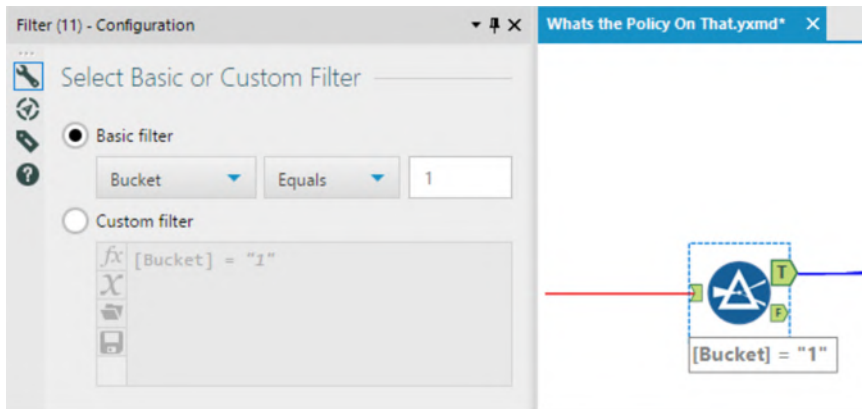 Filter (11) - Configuration
Whats the Policy On That.yxmd*
Select Basic or Custom Filter
Basic filter
Bucket
Equals
1
Custom filter
fx
[Bucket] = "1"
X
T
F
[Bucket] = "1"